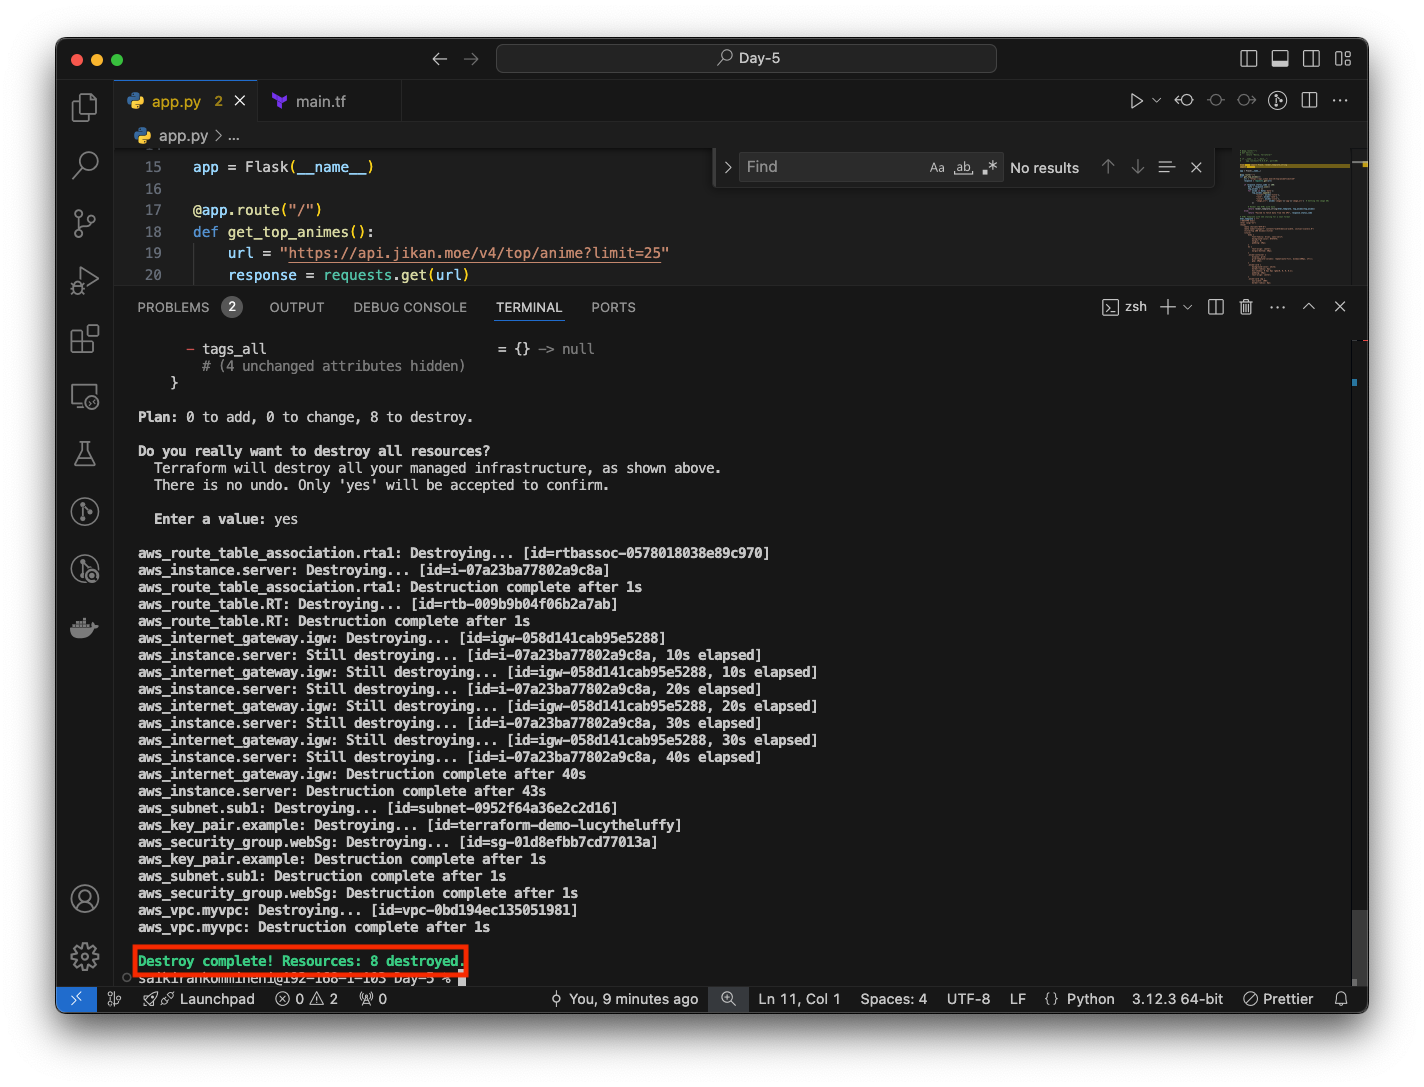 Day-5
app.py 2
main.tf
app.py > ...
15 app = Flask(__name__)
16
17 @app.route("/")
18 def get_top_animes():
19 url = "https://api.jikan.moe/v4/top/anime?limit=25"
20 response = requests.get(url)
Find Aa ab .* No results
PROBLEMS 2 OUTPUT DEBUG CONSOLE TERMINAL PORTS zsh
- tags_all = {} -> null
# (4 unchanged attributes hidden)
}
Plan: 0 to add, 0 to change, 8 to destroy.
Do you really want to destroy all resources?
Terraform will destroy all your managed infrastructure, as shown above.
There is no undo. Only 'yes' will be accepted to confirm.
Enter a value: yes
aws_route_table_association.rta1: Destroying... [id=rtbassoc-0578018038e89c970]
aws_instance.server: Destroying... [id=i-07a23ba77802a9c8a]
aws_route_table_association.rta1: Destruction complete after 1s
aws_route_table.RT: Destroying... [id=rtb-009b9b04f06b2a7ab]
aws_route_table.RT: Destruction complete after 1s
aws_internet_gateway.igw: Destroying... [id=igw-058d141cab95e5288]
aws_instance.server: Still destroying... [id=i-07a23ba77802a9c8a, 10s elapsed]
aws_internet_gateway.igw: Still destroying... [id=igw-058d141cab95e5288, 10s elapsed]
aws_instance.server: Still destroying... [id=i-07a23ba77802a9c8a, 20s elapsed]
aws_internet_gateway.igw: Still destroying... [id=igw-058d141cab95e5288, 20s elapsed]
aws_instance.server: Still destroying... [id=i-07a23ba77802a9c8a, 30s elapsed]
aws_internet_gateway.igw: Still destroying... [id=igw-058d141cab95e5288, 30s elapsed]
aws_instance.server: Still destroying... [id=i-07a23ba77802a9c8a, 40s elapsed]
aws_internet_gateway.igw: Destruction complete after 40s
aws_instance.server: Destruction complete after 43s
aws_subnet.sub1: Destroying... [id=subnet-0952f64a36e2c2d16]
aws_key_pair.example: Destroying... [id=terraform-demo-lucytheluffy]
aws_security_group.webSg: Destroying... [id=sg-01d8efbb7cd77013a]
aws_key_pair.example: Destruction complete after 1s
aws_subnet.sub1: Destruction complete after 1s
aws_security_group.webSg: Destruction complete after 1s
aws_vpc.myvpc: Destroying... [id=vpc-0bd194ec135051981]
aws_vpc.myvpc: Destruction complete after 1s
Destroy complete! Resources: 8 destroyed.
saikirankommineni@192-168-1-103 Day-5 %
Launchpad 0 2 0 You, 9 minutes ago Ln 11, Col 1 Spaces: 4 UTF-8 LF {} Python 3.12.3 64-bit Prettier